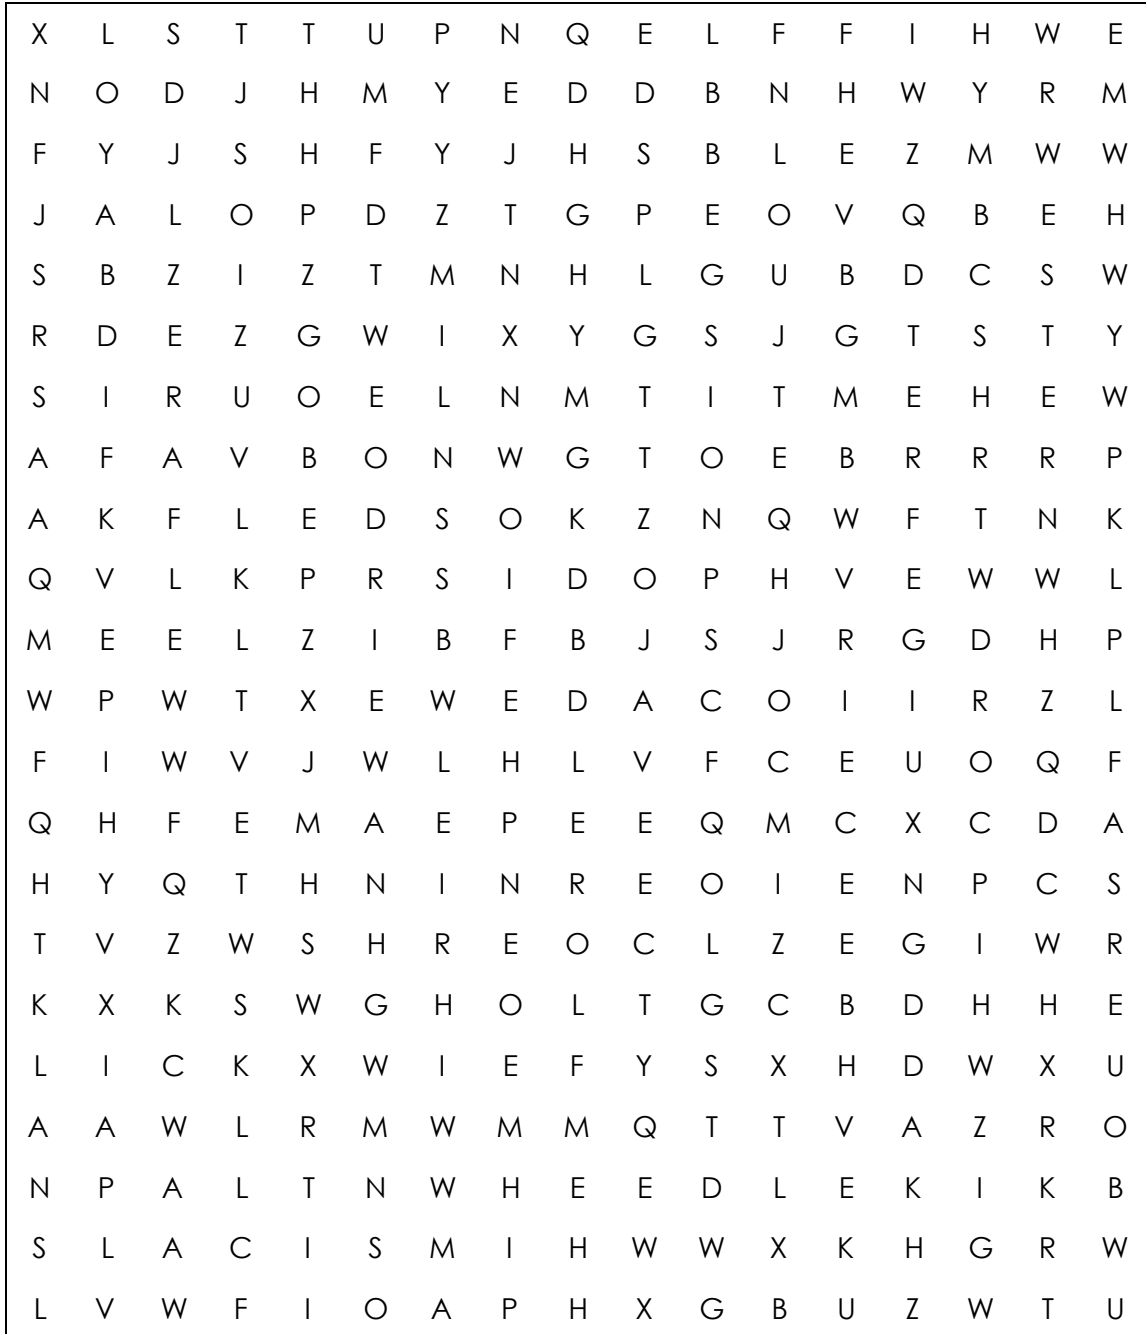 X L S T T U P N Q E L F F I H W E
N O D J H M Y E D D B N H W Y R M
F Y J S H F Y J H S B L E Z M W W
J A L O P D Z T G P E O V Q B E H
S B Z I Z T M N H L G U B D C S W
R D E Z G W I X Y G S J G T S T Y
S I R U O E L N M T I T M E H E W
A F A V B O N W G T O E B R R R P
A K F L E D S O K Z N Q W F T N K
Q V L K P R S I D O P H V E W W L
M E E L Z I B F B J S J R G D H P
W P W T X E W E D A C O I I R Z L
F I W V J W L H L V F C E U O Q F
Q H F E M A E P E E Q M C X C D A
H Y Q T H N I N R E O I E N P C S
T V Z W S H R E O C L Z E G I W R
K X K S W G H O L T G C B D H H E
L I C K X W I E F Y S X H D W X U
A A W L R M W M M Q T T V A Z R O
N P A L T N W H E E D L E K I K B
S L A C I S M I H W W X K H G R W
L V W F I O A P H X G B U Z W T U